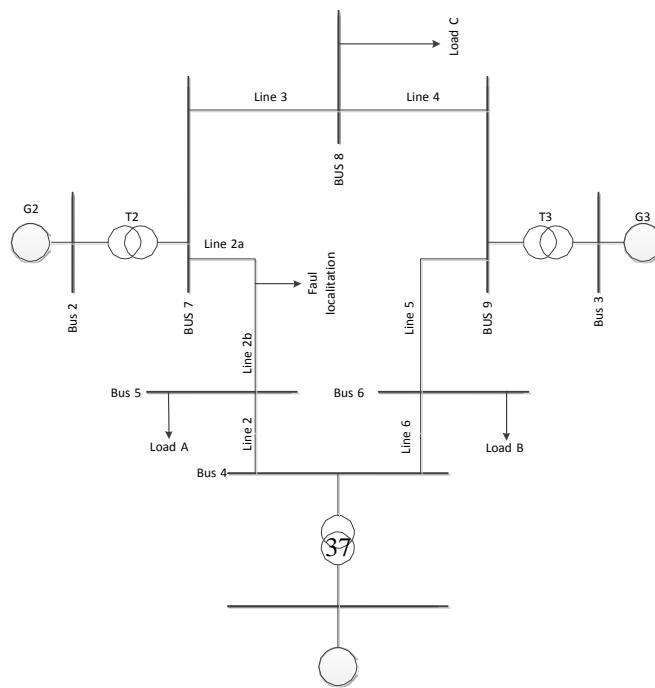 Load C
Line 3
Line 4
BUS 8
G2
T2
T3
G3
Line 2a
Faul
localitation
Bus 2
BUS 7
Line 5
BUS 9
Bus 3
Line 2b
Bus 5
Bus 6
Load A
Line 2
Line 6
Load B
Bus 4
37